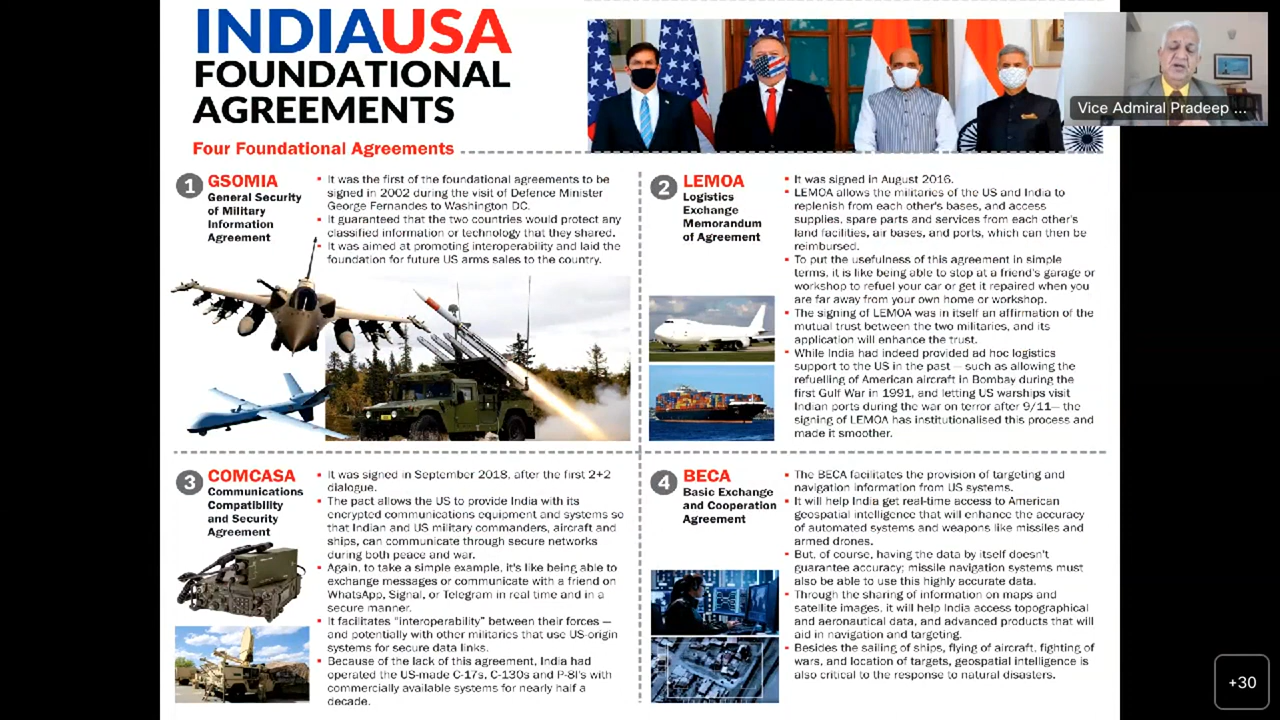 INDIAUSA
FOUNDATIONAL
AGREEMENTS
Four Foundational Agreements
Vice Admiral Pradeep ...
1 GSOMIA
General Security
of Military
Information
Agreement
▪ It was the first of the foundational agreements to be
signed in 2002 during the visit of Defence Minister
George Fernandes to Washington DC.
▪ It guaranteed that the two countries would protect any
classified information or technology that they shared.
▪ It was aimed at promoting interoperability and laid the
foundation for future US arms sales to the country.
2 LEMOA
Logistics
Exchange
Memorandum
of Agreement
▪ It was signed in August 2016.
▪ LEMOA allows the militaries of the US and India to
replenish from each other's bases, and access
supplies, spare parts and services from each other's
land facilities, air bases, and ports, which can then be
reimbursed.
▪ To put the usefulness of this agreement in simple
terms, it is like being able to stop at a friend's garage or
workshop to refuel your car or get it repaired when you
are far away from your own home or workshop.
▪ The signing of LEMOA was in itself an affirmation of the
mutual trust between the two militaries, and its
application will enhance the trust.
▪ While India had indeed provided ad hoc logistics
support to the US in the past — such as allowing the
refuelling of American aircraft in Bombay during the
first Gulf War in 1991, and letting US warships visit
Indian ports during the war on terror after 9/11— the
signing of LEMOA has institutionalised this process and
made it smoother.
3 COMCASA
Communications
Compatibility
and Security
Agreement
▪ It was signed in September 2018, after the first 2+2
dialogue.
▪ The pact allows the US to provide India with its
encrypted communications equipment and systems so
that Indian and US military commanders, aircraft and
ships, can communicate through secure networks
during both peace and war.
▪ Again, to take a simple example, it's like being able to
exchange messages or communicate with a friend on
WhatsApp, Signal, or Telegram in real time and in a
secure manner.
▪ It facilitates "interoperability" between their forces —
and potentially with other militaries that use US-origin
systems for secure data links.
▪ Because of the lack of this agreement, India had
operated the US-made C-17s, C-130s and P-8I's with
commercially available systems for nearly half a
decade.
4 BECA
Basic Exchange
and Cooperation
Agreement
▪ The BECA facilitates the provision of targeting and
navigation information from US systems.
▪ It will help India get real-time access to American
geospatial intelligence that will enhance the accuracy
of automated systems and weapons like missiles and
armed drones.
▪ But, of course, having the data by itself doesn't
guarantee accuracy; missile navigation systems must
also be able to use this highly accurate data.
▪ Through the sharing of information on maps and
satellite images, it will help India access topographical
and aeronautical data, and advanced products that will
aid in navigation and targeting.
▪ Besides the sailing of ships, flying of aircraft, fighting of
wars, and location of targets, geospatial intelligence is
also critical to the response to natural disasters.
+30